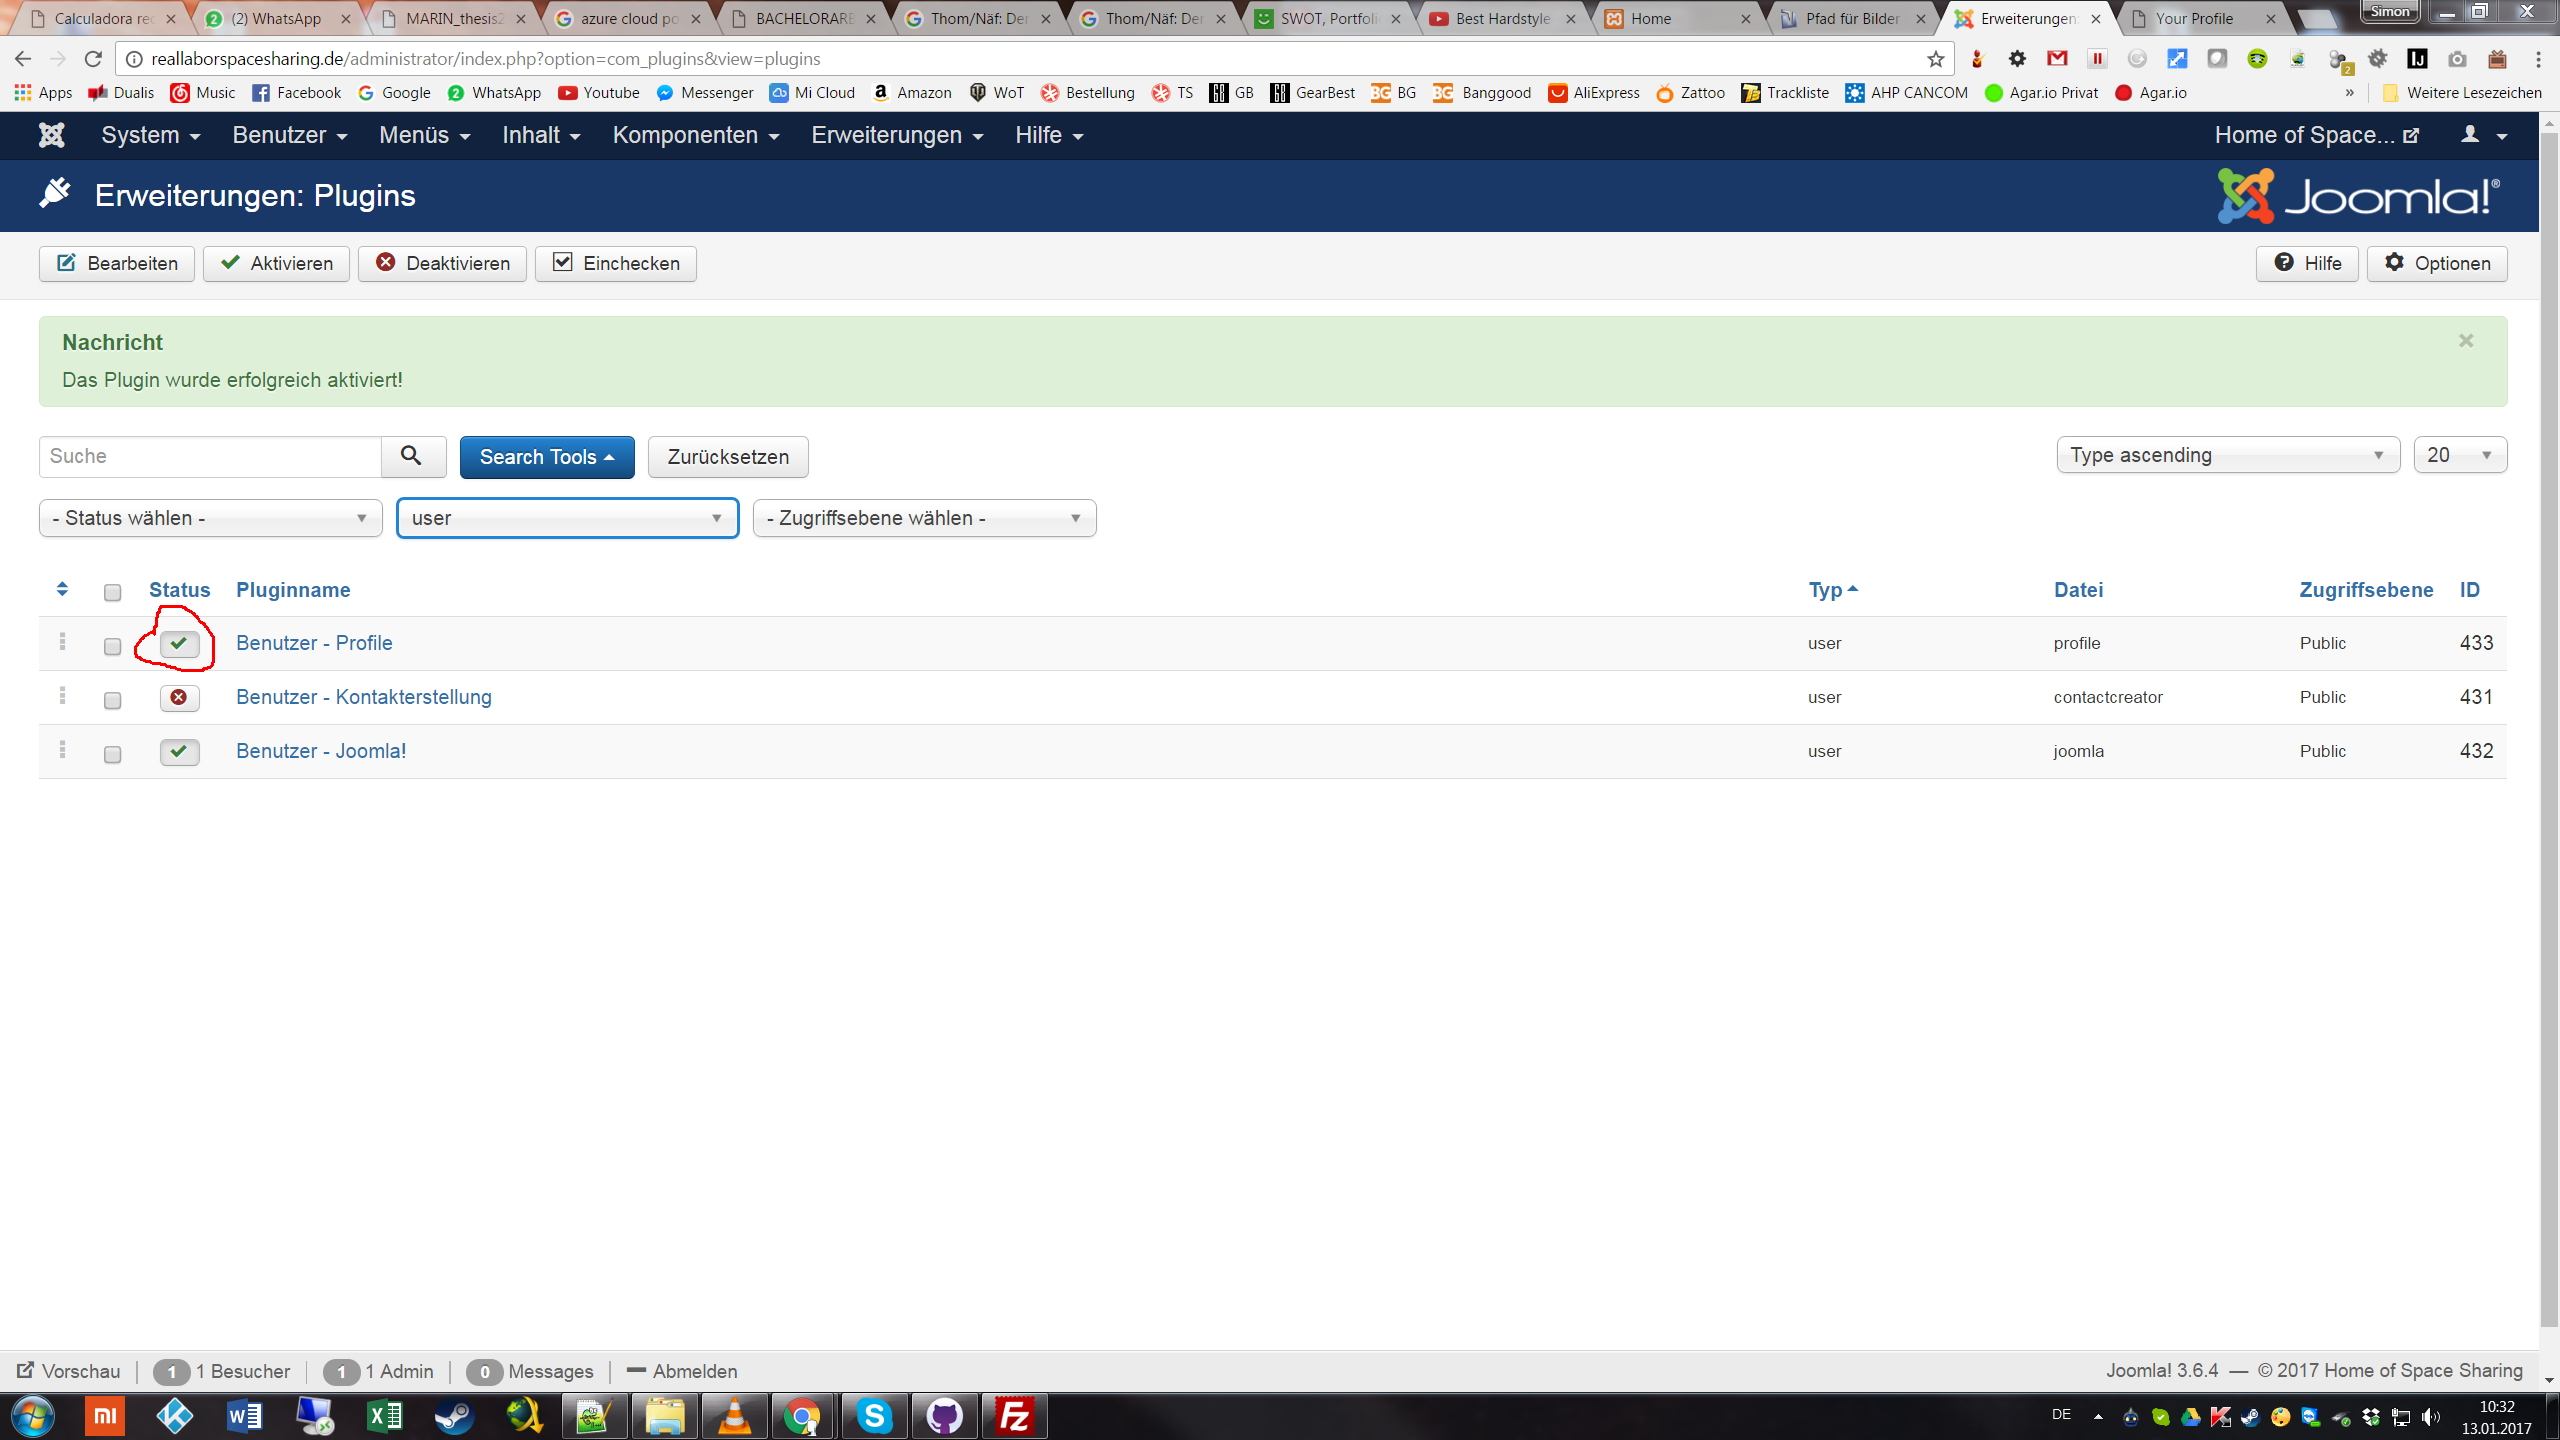 Calculadora rec
(2) WhatsApp
MARIN_thesis2
azure cloud po
BACHELORARB
Thom/Näf: Der
Thom/Näf: Der
SWOT, Portfoli
Best Hardstyle
Home
Pfad für Bilder
Erweiterungen:
Your Profile
Simon
reallaborspacesharing.de/administrator/index.php?option=com_plugins&view=plugins
Apps Dualis Music Facebook Google WhatsApp Youtube Messenger Mi Cloud Amazon WoT Bestellung TS GB GearBest BG Banggood AliExpress Zattoo Trackliste AHP CANCOM Agar.io Privat Agar.io » Weitere Lesezeichen
System Benutzer Menüs Inhalt Komponenten Erweiterungen Hilfe Home of Space...
Erweiterungen: Plugins Joomla!®
Bearbeiten Aktivieren Deaktivieren Einchecken Hilfe Optionen
Nachricht
Das Plugin wurde erfolgreich aktiviert!
Suche Search Tools Zurücksetzen Type ascending 20
- Status wählen - user - Zugriffsebene wählen -
Status Pluginname Typ Datei Zugriffsebene ID
Benutzer - Profile user profile Public 433
Benutzer - Kontakterstellung user contactcreator Public 431
Benutzer - Joomla! user joomla Public 432
Vorschau 1 1 Besucher 1 1 Admin 0 Messages Abmelden Joomla! 3.6.4 — © 2017 Home of Space Sharing
DE 10:32
13.01.2017